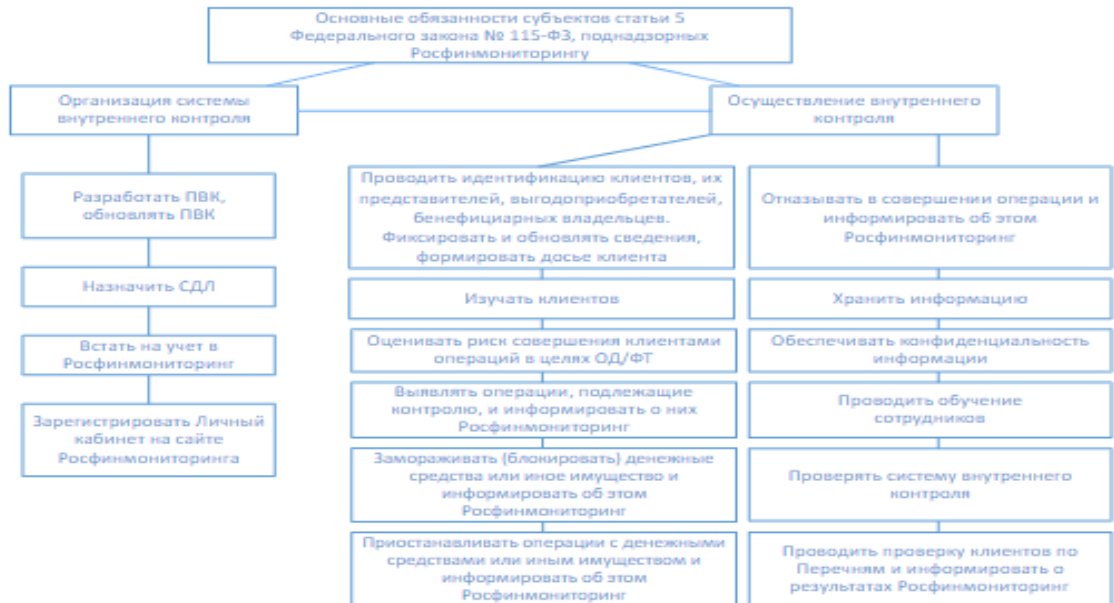 Основные обязанности субъектов статьи 5
Федерального закона № 115-ФЗ, поднадзорных
Росфинмониторингу
Организация системы
внутреннего контроля
Осуществление внутреннего
контроля
Разработать ПВК,
обновлять ПВК
Назначить СДЛ
Встать на учет в
Росфинмониторинг
Зарегистрировать Личный
кабинет на сайте
Росфинмониторинга
Проводить идентификацию клиентов, их
представителей, выгодоприобретателей,
бенефициарных владельцев.
Фиксировать и обновлять сведения,
формировать досье клиента
Изучать клиентов
Оценивать риск совершения клиентами
операций в целях ОД/ФТ
Выявлять операции, подлежащие
контролю, и информировать о них
Росфинмониторинг
Замораживать (блокировать) денежные
средства или иное имущество и
информировать об этом
Росфинмониторинг
Приостанавливать операции с денежными
средствами или иным имуществом и
информировать об этом
Росфинмониторинг
Отказывать в совершении операции и
информировать об этом
Росфинмониторинг
Хранить информацию
Обеспечивать конфиденциальность
информации
Проводить обучение
сотрудников
Проверять систему внутреннего
контроля
Проводить проверку клиентов по
Перечням и информировать о
результатах Росфинмониторинг